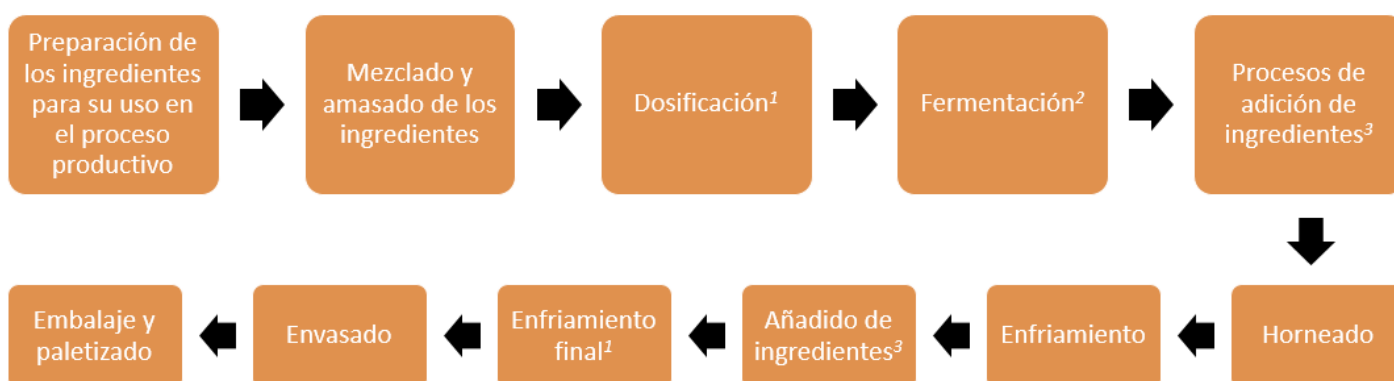 Preparación de
los ingredientes
para su uso en
el proceso
productivo
Mezclado y
amasado de los
ingredientes
Dosificación¹
Fermentación²
Procesos de
adición de
ingredientes³
Embalaje y
paletizado
Envasado
Enfriamiento
final¹
Añadido de
ingredientes³
Enfriamiento
Horneado